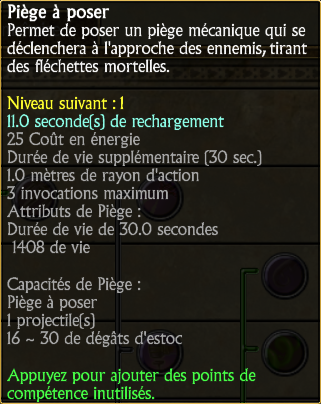 Piège à poser
Permet de poser un piège mécanique qui se
déclenchera à l'approche des ennemis, tirant
des fléchettes mortelles.
Niveau suivant : 1
11.0 seconde(s) de rechargement
25 Coût en énergie
Durée de vie supplémentaire (30 sec.)
1.0 mètres de rayon d'action
3 invocations maximum
Attributs de Piège :
Durée de vie de 30.0 secondes
1408 de vie
Capacités de Piège :
Piège à poser
1 projectile(s)
16 ~ 30 de dégâts d'estoc
Appuyez pour ajouter des points de
compétence inutilisés.